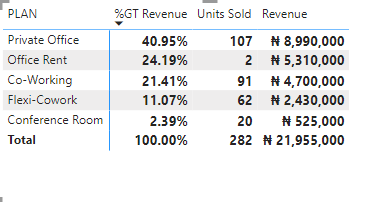 PLAN %GT Revenue Units Sold Revenue
Private Office 40.95% 107 ₦ 8,990,000
Office Rent 24.19% 2 ₦ 5,310,000
Co-Working 21.41% 91 ₦ 4,700,000
Flexi-Cowork 11.07% 62 ₦ 2,430,000
Conference Room 2.39% 20 ₦ 525,000
Total 100.00% 282 ₦ 21,955,000